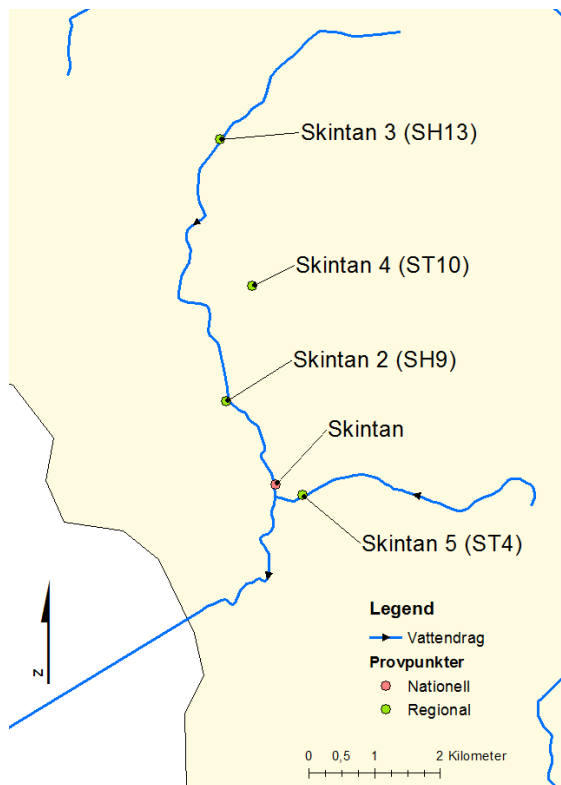 Skintan 3 (SH13)
Skintan 4 (ST10)
Skintan 2 (SH9)
Skintan
Skintan 5 (ST4)
Legend
Vattendrag
Provpunkter
Nationell
Regional
N
0 0,5 1 2 Kilometer